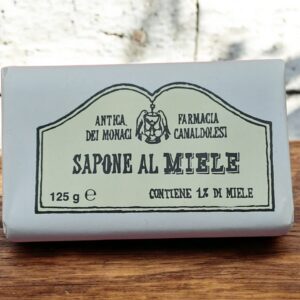 ANTICA FARMACIA
DEI MONACI CAMALDOLESI
SAPONE AL MIELE
125 g ℮ CONTIENE 1% DI MIELE